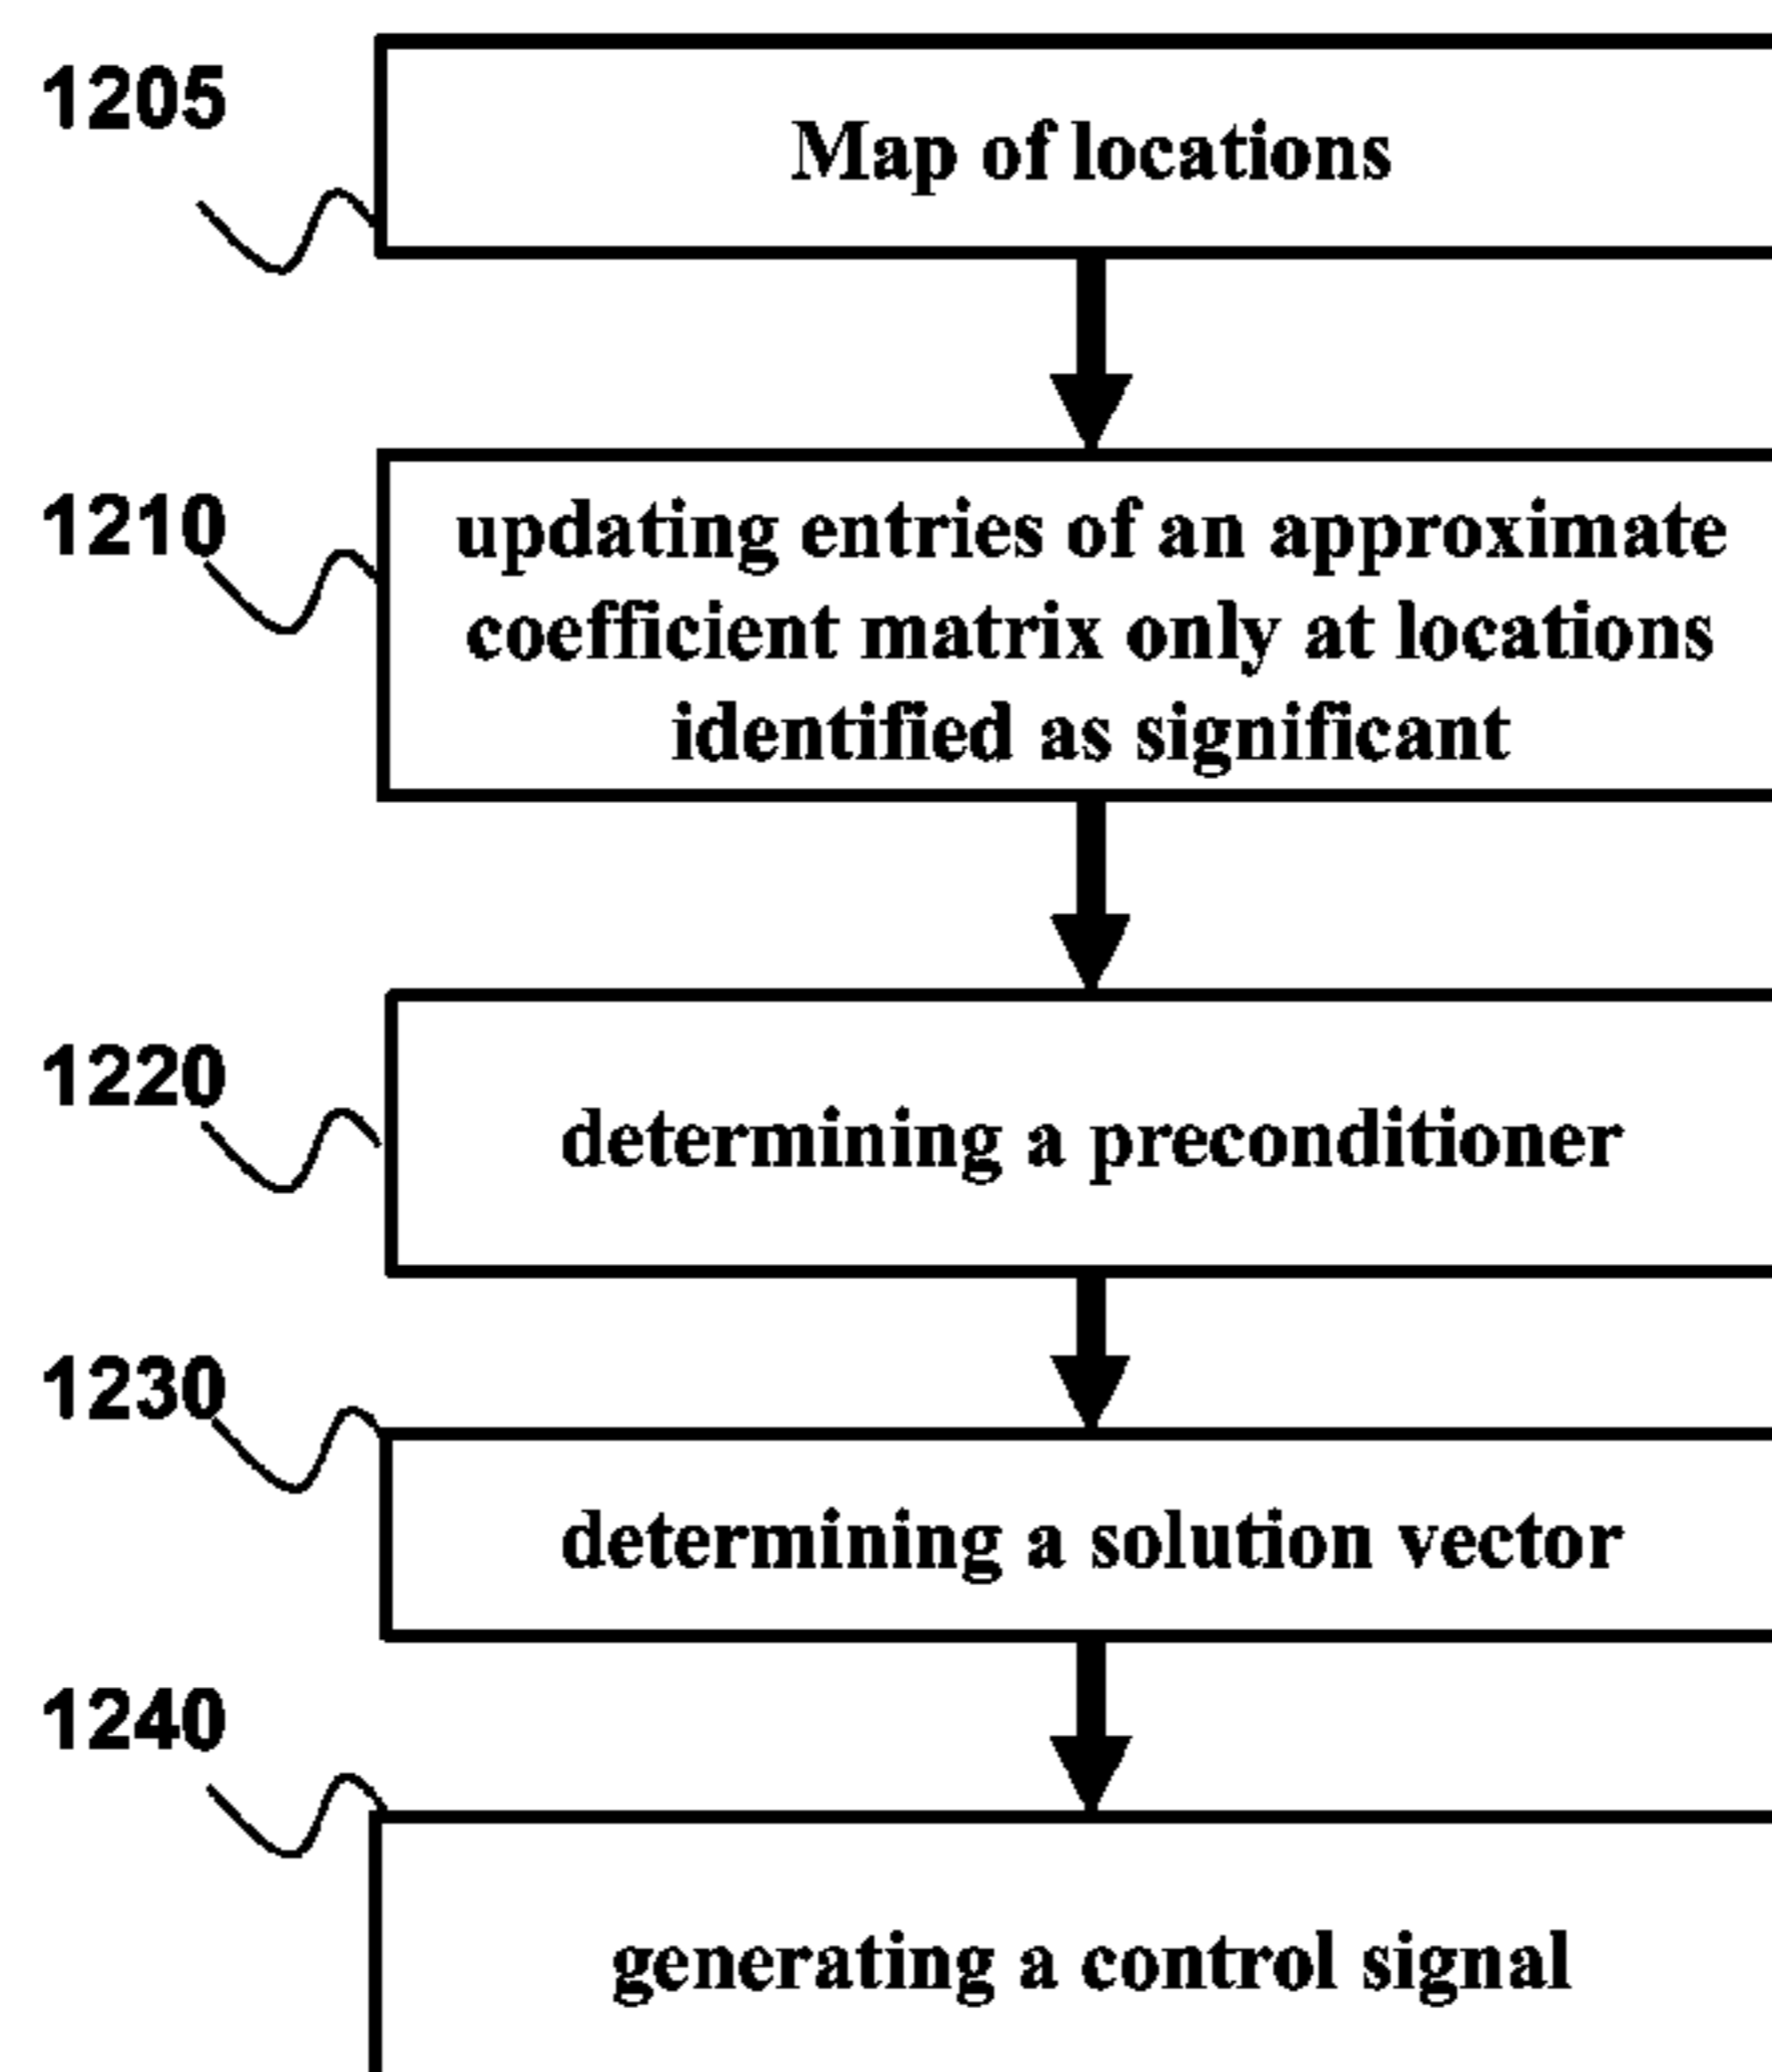 1205
Map of locations
1210
updating entries of an approximate
coefficient matrix only at locations
identified as significant
1220
determining a preconditioner
1230
determining a solution vector
1240
generating a control signal